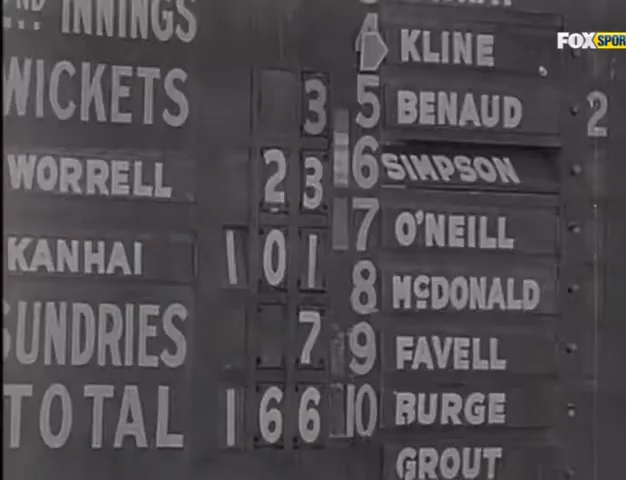 INNINGS
WICKETS 3
WORRELL 23
KANHAI 101
SUNDRIES 7
TOTAL 166
4 KLINE
5 BENAUD 2
6 SIMPSON
7 O'NEILL
8 McDONALD
9 FAVELL
10 BURGE
GROUT
FOX SPOR